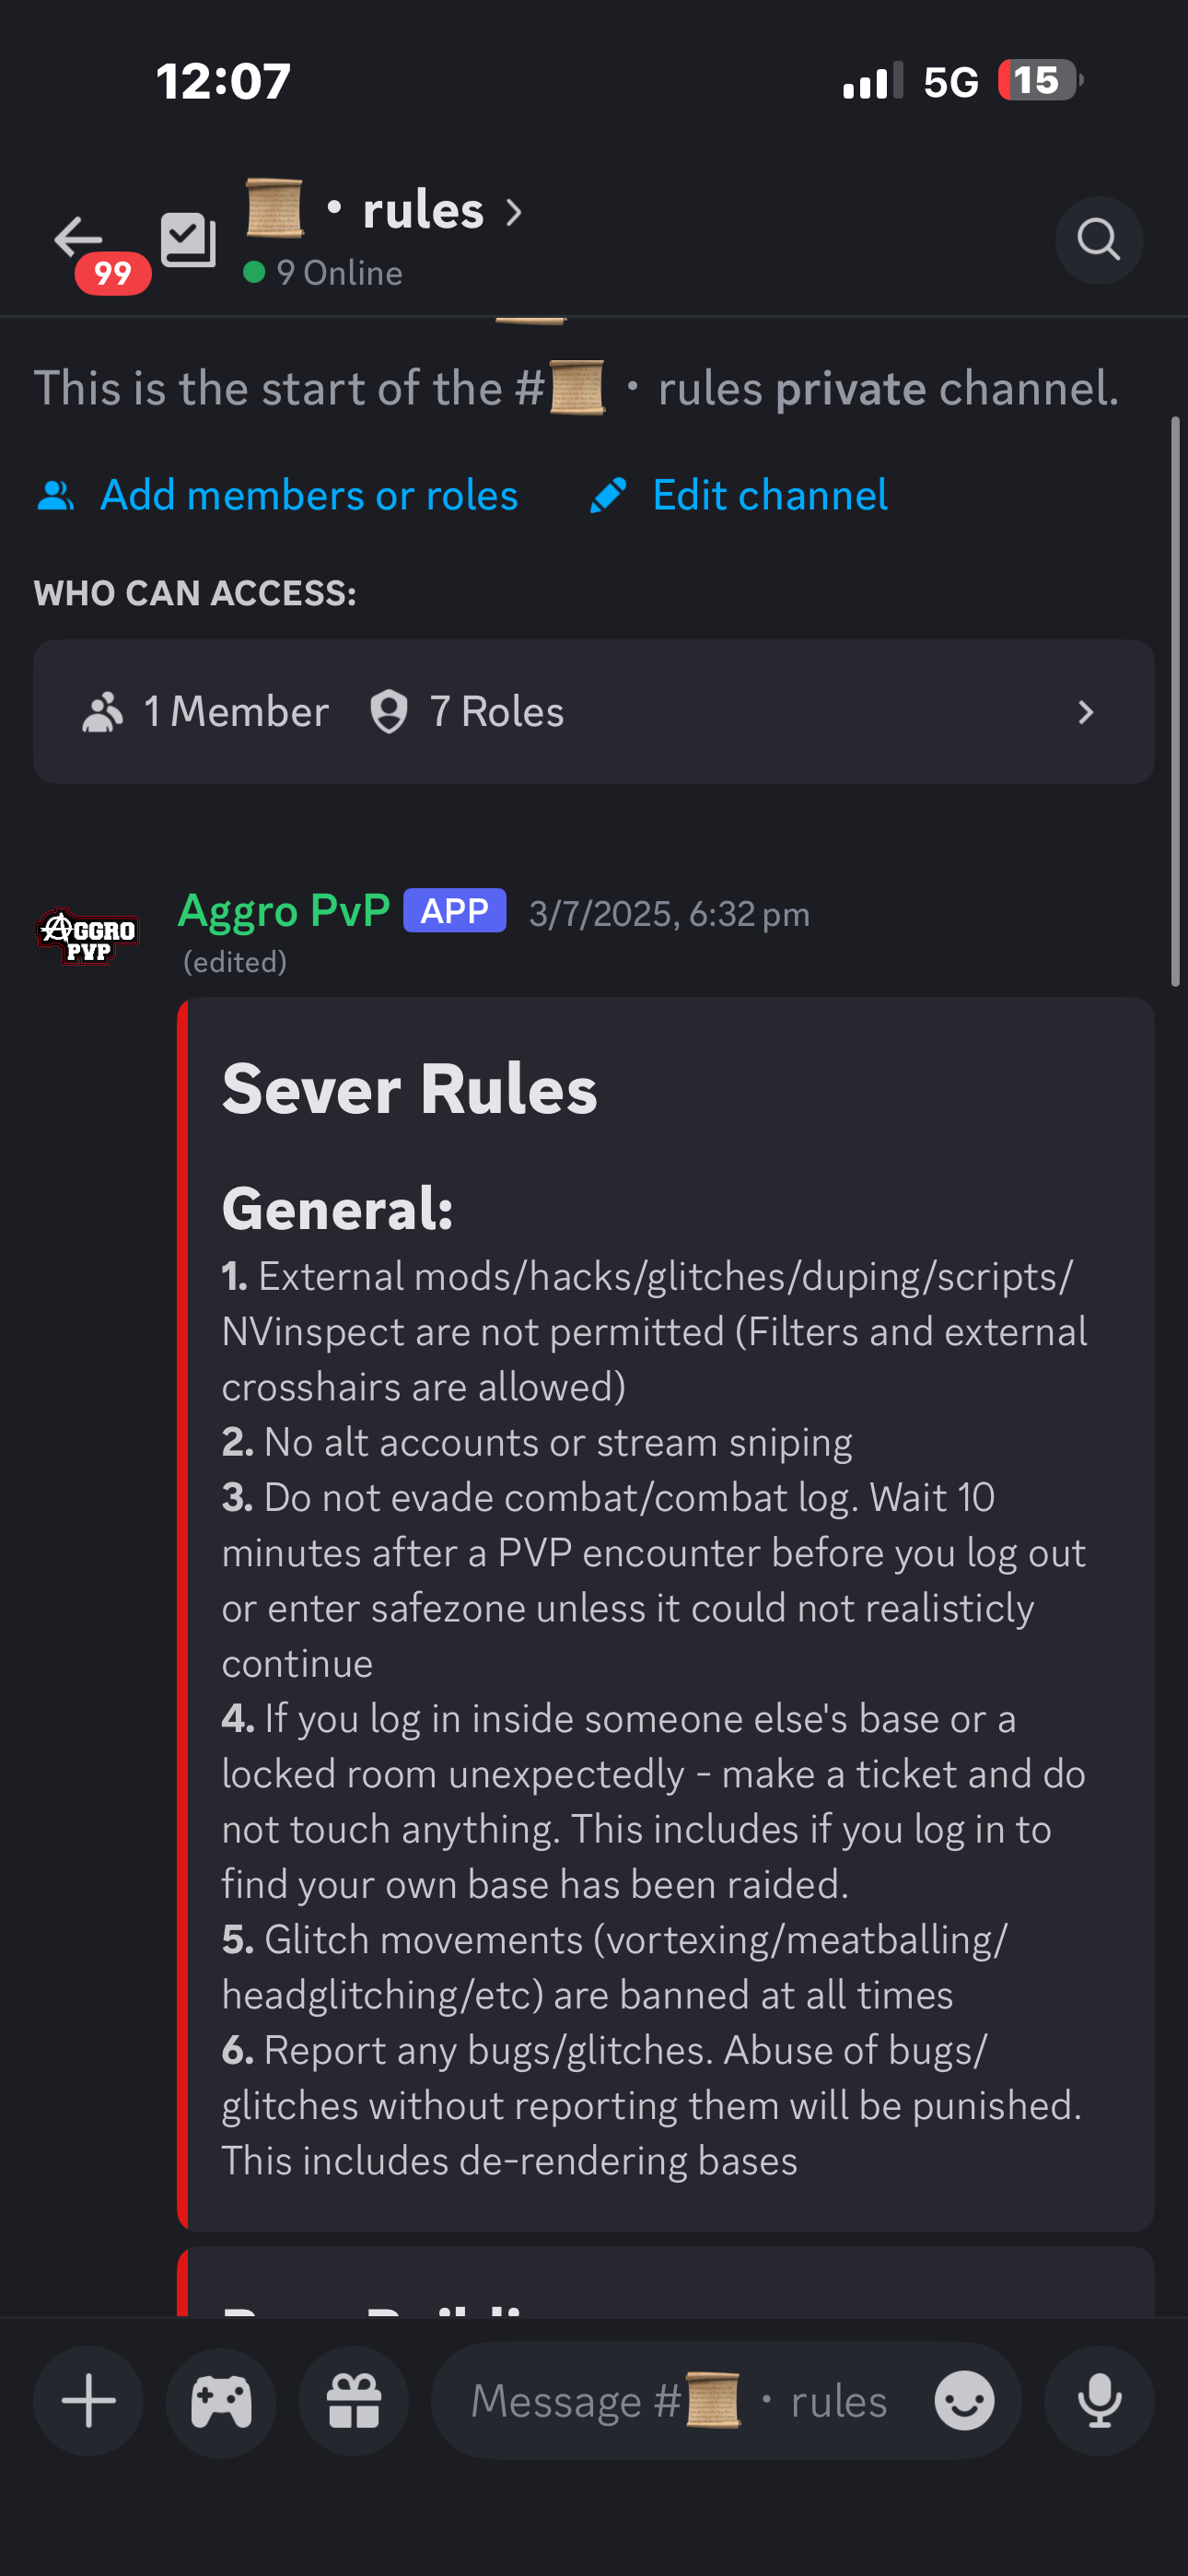 12:07
5G 15
• rules
99
9 Online
This is the start of the # • rules private channel.
Add members or roles Edit channel
WHO CAN ACCESS:
1 Member 7 Roles
AGGRO
PVP
Aggro PvP APP 3/7/2025, 6:32 pm
(edited)
Sever Rules
General:
1. External mods/hacks/glitches/duping/scripts/
NVinspect are not permitted (Filters and external
crosshairs are allowed)
2. No alt accounts or stream sniping
3. Do not evade combat/combat log. Wait 10
minutes after a PVP encounter before you log out
or enter safezone unless it could not realisticly
continue
4. If you log in inside someone else's base or a
locked room unexpectedly - make a ticket and do
not touch anything. This includes if you log in to
find your own base has been raided.
5. Glitch movements (vortexing/meatballing/
headglitching/etc) are banned at all times
6. Report any bugs/glitches. Abuse of bugs/
glitches without reporting them will be punished.
This includes de-rendering bases
Message # • rules